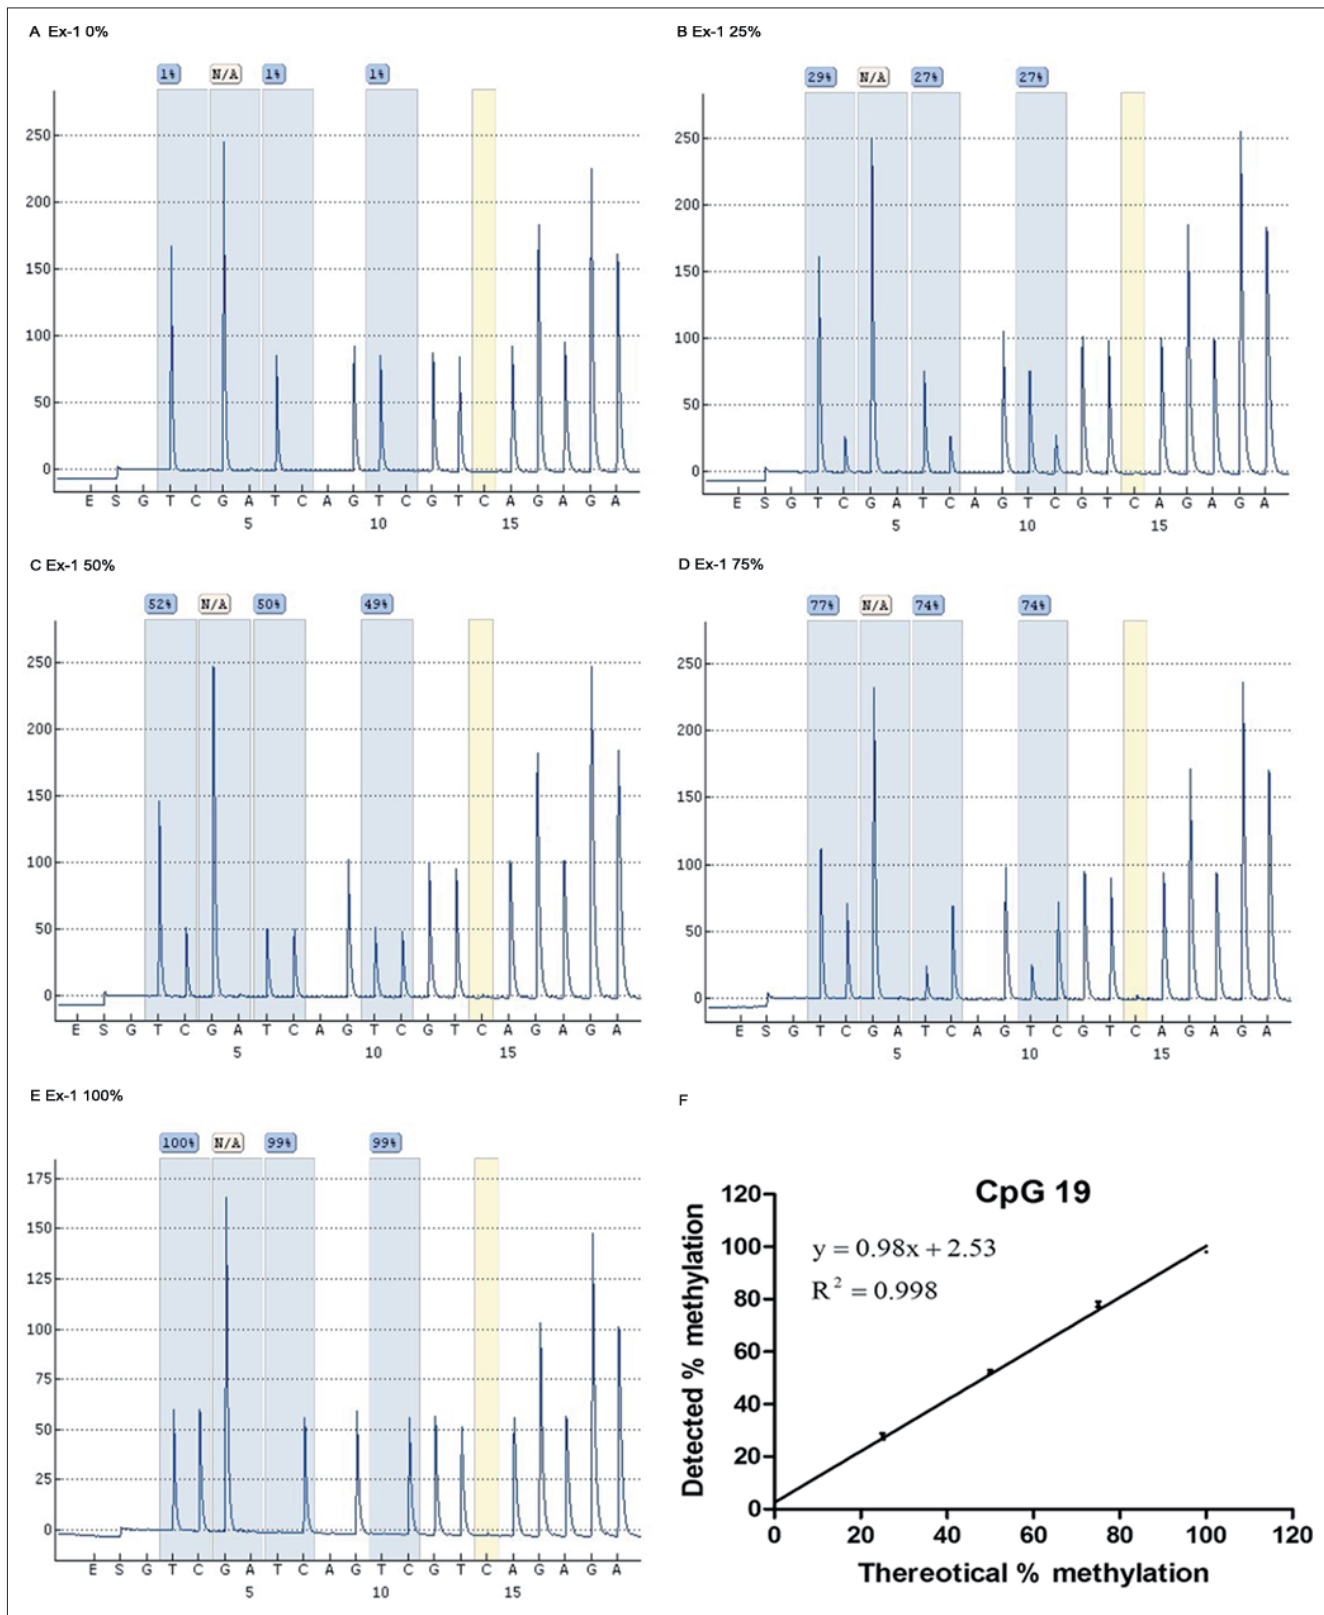 A Ex-1 0%
1% N/A 1% 1%
250
200
150
100
50
0
E S G T C G A T C A G T C G T C A G A G A
5 10 15
B Ex-1 25%
29% N/A 27% 27%
250
200
150
100
50
0
E S G T C G A T C A G T C G T C A G A G A
5 10 15
C Ex-1 50%
52% N/A 50% 49%
250
200
150
100
50
0
E S G T C G A T C A G T C G T C A G A G A
5 10 15
D Ex-1 75%
77% N/A 74% 74%
250
200
150
100
50
0
E S G T C G A T C A G T C G T C A G A G A
5 10 15
E Ex-1 100%
100% N/A 99% 99%
175
150
125
100
75
50
25
0
E S G T C G A T C A G T C G T C A G A G A
5 10 15
F
CpG 19
y = 0.98x + 2.53
R² = 0.998
Detected % methylation
120
100
80
60
40
20
0
0 20 40 60 80 100 120
Thereotical % methylation